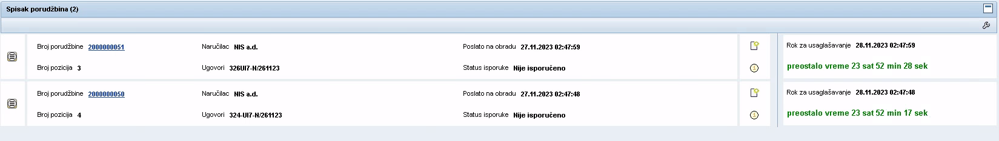 Spisak porudžbina (2)
Broj porudžbine 2000000051 Naručilac NIS a.d. Poslato na obradu 27.11.2023 02:47:59 Rok za usaglašavanje 28.11.2023 02:47:59
Broj pozicija 3 Ugovori 326UI7-N/261123 Status isporuke Nije isporučeno preostalo vreme 23 sat 52 min 28 sek
Broj porudžbine 2000000050 Naručilac NIS a.d. Poslato na obradu 27.11.2023 02:47:48 Rok za usaglašavanje 28.11.2023 02:47:48
Broj pozicija 4 Ugovori 324-UI7-N/261123 Status isporuke Nije isporučeno preostalo vreme 23 sat 52 min 17 sek